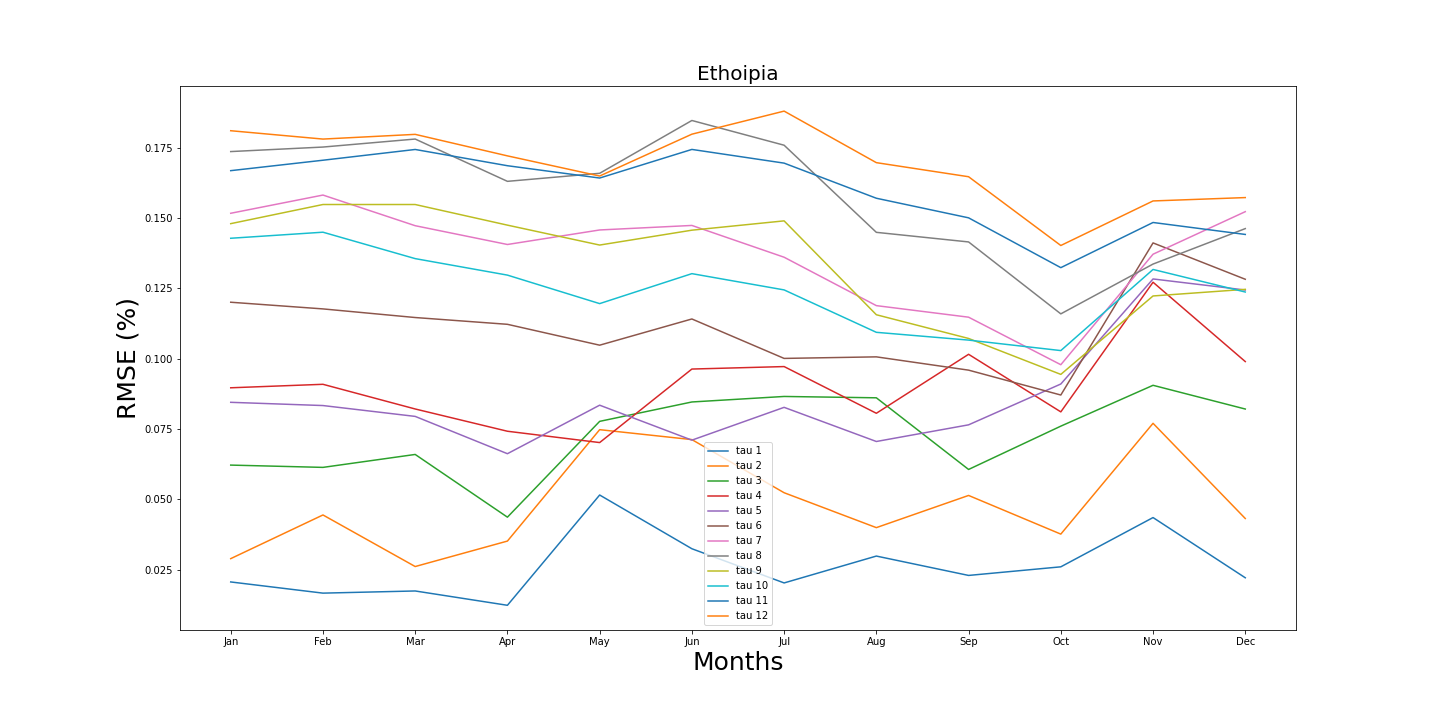 Ethoipia
RMSE (%)
0.175
0.150
0.125
0.100
0.075
0.050
0.025
tau 1
tau 2
tau 3
tau 4
tau 5
tau 6
tau 7
tau 8
tau 9
tau 10
tau 11
tau 12
Jan Feb Mar Apr May Jun Jul Aug Sep Oct Nov Dec
Months